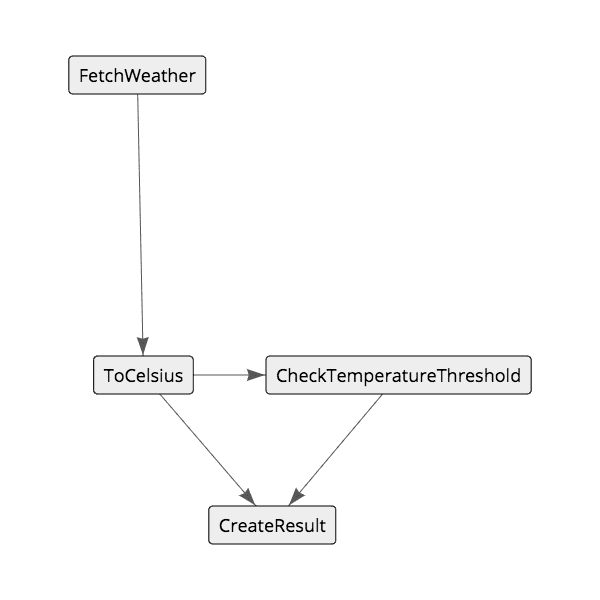 FetchWeather
ToCelsius
CheckTemperatureThreshold
CreateResult